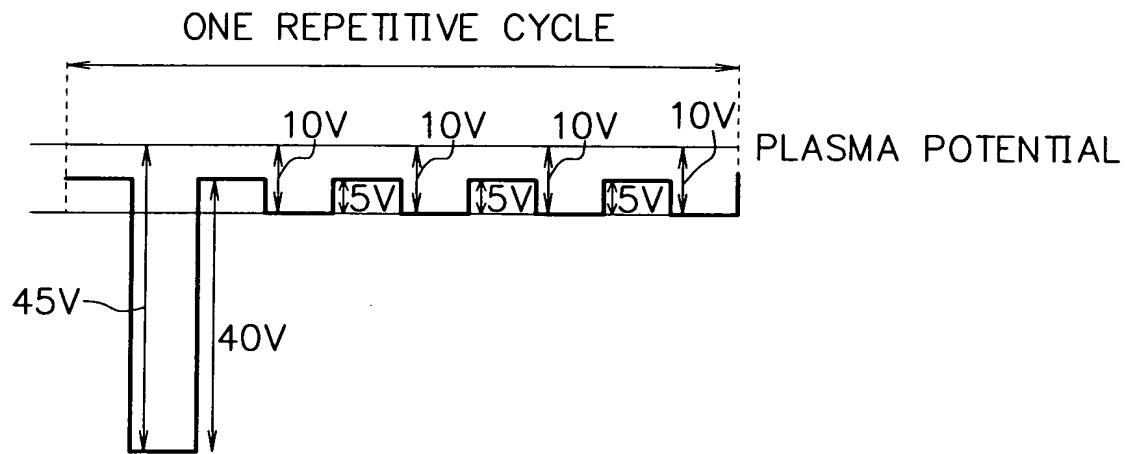 ONE REPETITIVE CYCLE
10V
10V
10V
10V
PLASMA POTENTIAL
5V
5V
5V
45V
40V